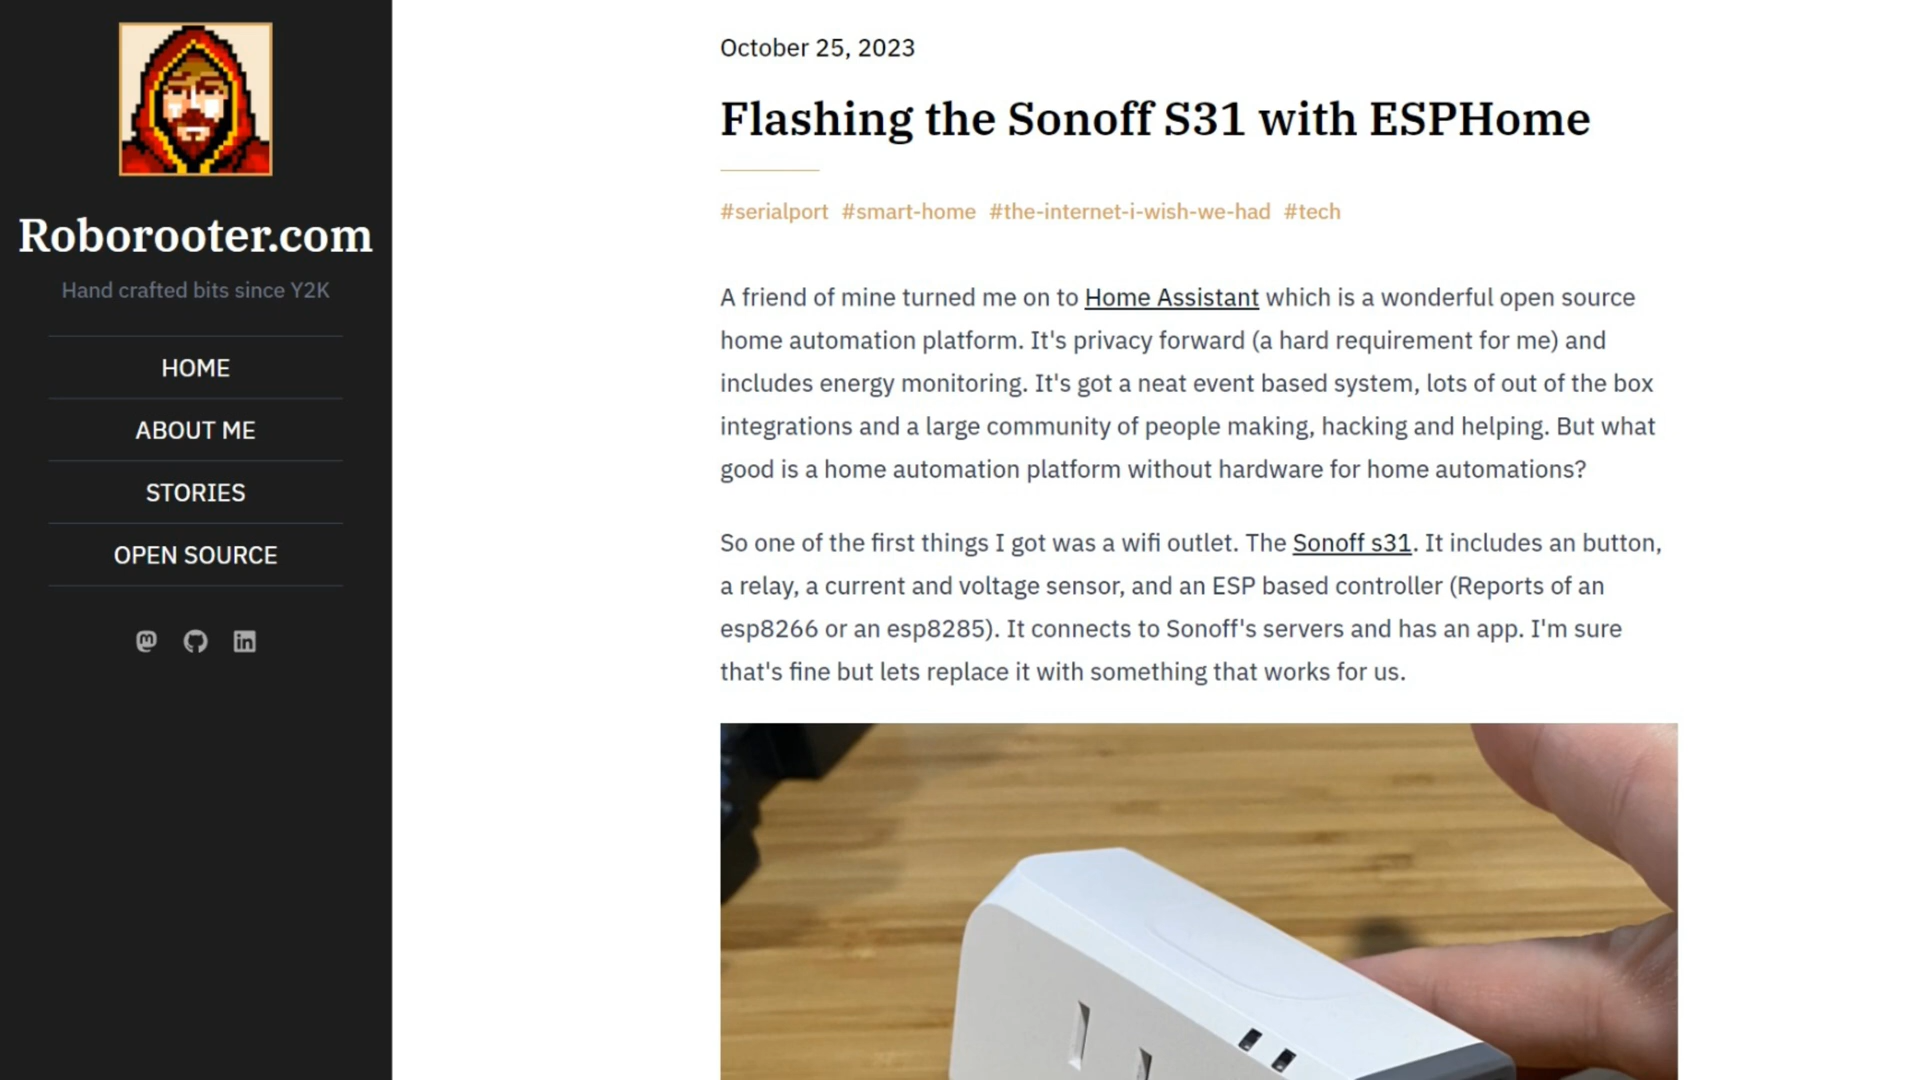 Roborooter.com
Hand crafted bits since Y2K
HOME
ABOUT ME
STORIES
OPEN SOURCE
October 25, 2023
Flashing the Sonoff S31 with ESPHome
#serialport #smart-home #the-internet-i-wish-we-had #tech
A friend of mine turned me on to Home Assistant which is a wonderful open source
home automation platform. It's privacy forward (a hard requirement for me) and
includes energy monitoring. It's got a neat event based system, lots of out of the box
integrations and a large community of people making, hacking and helping. But what
good is a home automation platform without hardware for home automations?
So one of the first things I got was a wifi outlet. The Sonoff s31. It includes an button,
a relay, a current and voltage sensor, and an ESP based controller (Reports of an
esp8266 or an esp8285). It connects to Sonoff's servers and has an app. I'm sure
that's fine but lets replace it with something that works for us.